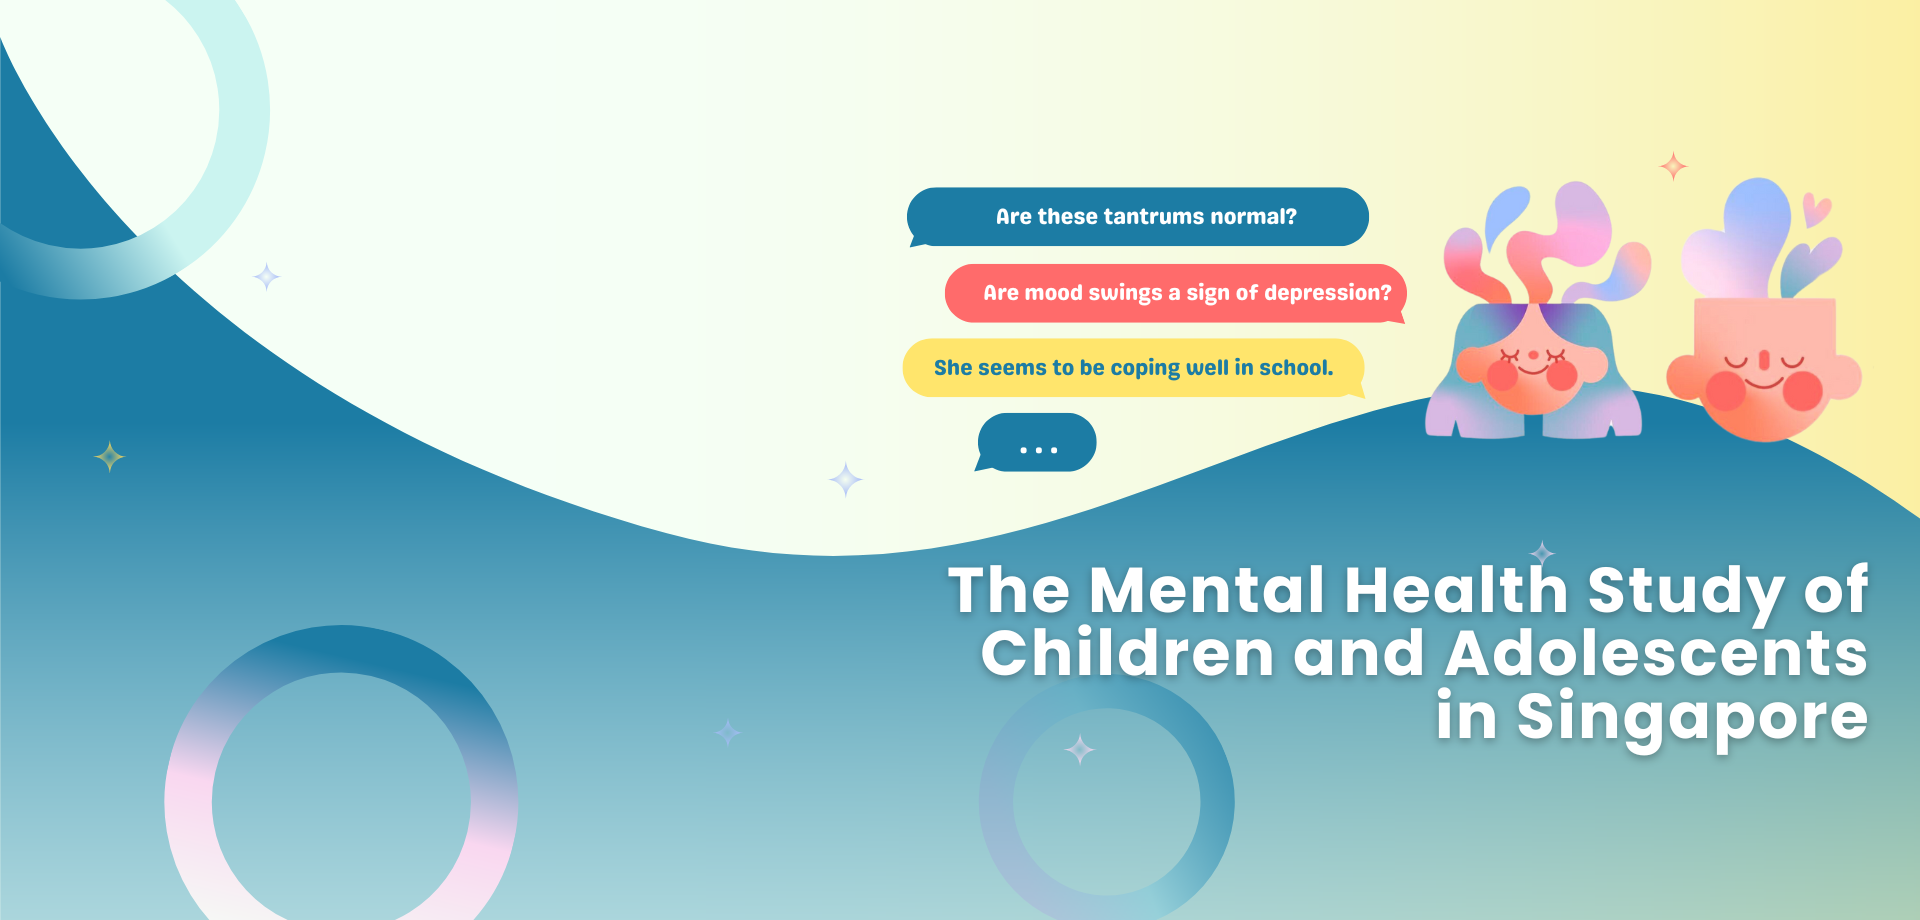 Are these tantrums normal?
Are mood swings a sign of depression?
She seems to be coping well in school.
...
The Mental Health Study of
Children and Adolescents
in Singapore